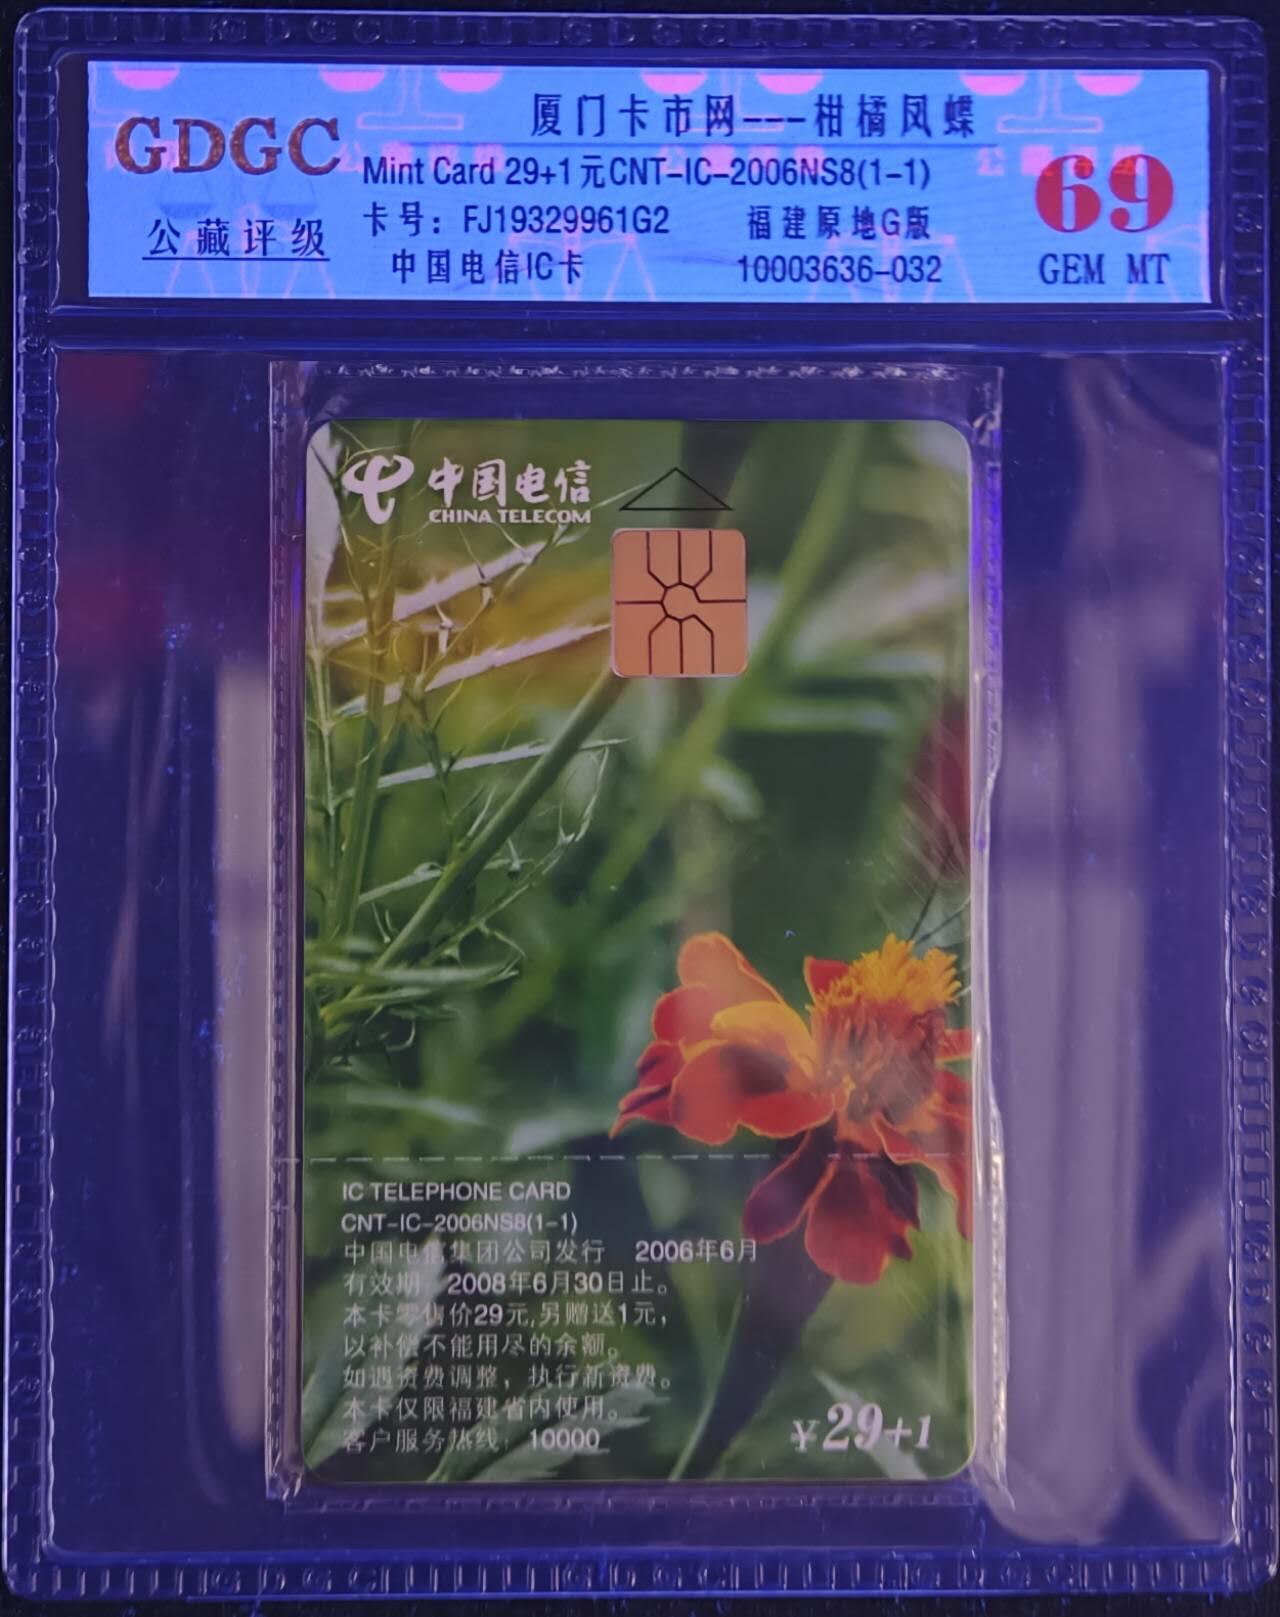 厦门卡市网---柑橘凤蝶
GDGC
Mint Card 29+1元CNT-IC-2006NS8(1-1)
69
公藏评级
卡号：FJ19329961G2 福建原地G版
中国电信IC卡 10003636-032
GEM MT
中国电信
CHINA TELECOM
IC TELEPHONE CARD
CNT-IC-2006NS8(1-1)
中国电信集团公司发行 2006年6月
有效期 2008年6月30日止。
本卡零售价29元,另赠送1元，
以补偿不能用尽的余额。
如遇资费调整，执行新资费。
本卡仅限福建省内使用。
客户服务热线：10000
¥29+1